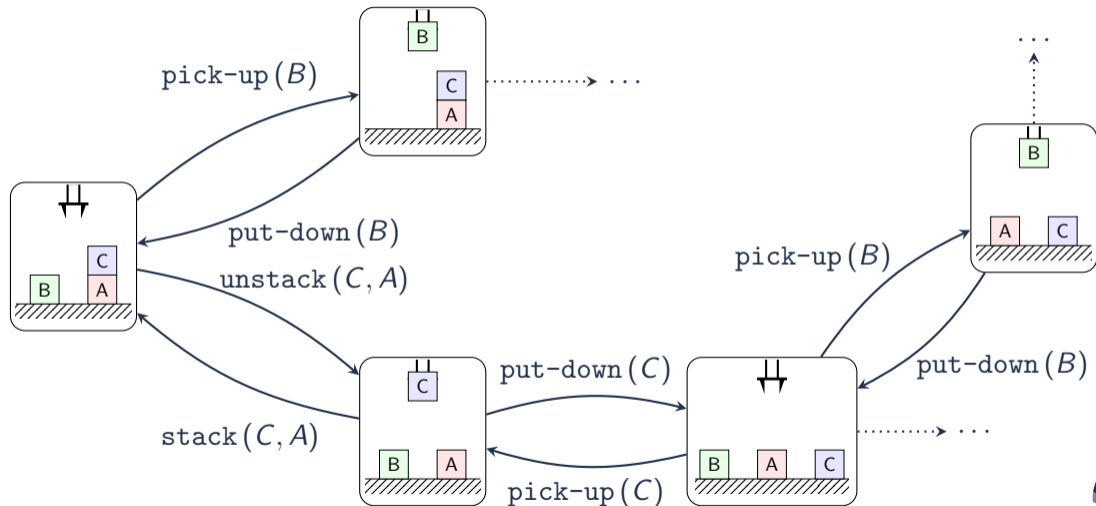 B
C
A
...
pick-up(B)
put-down(B)
C
B
A
unstack(C, A)
stack(C, A)
C
B A
put-down(C)
pick-up(C)
B A C
...
pick-up(B)
put-down(B)
B
A C
...